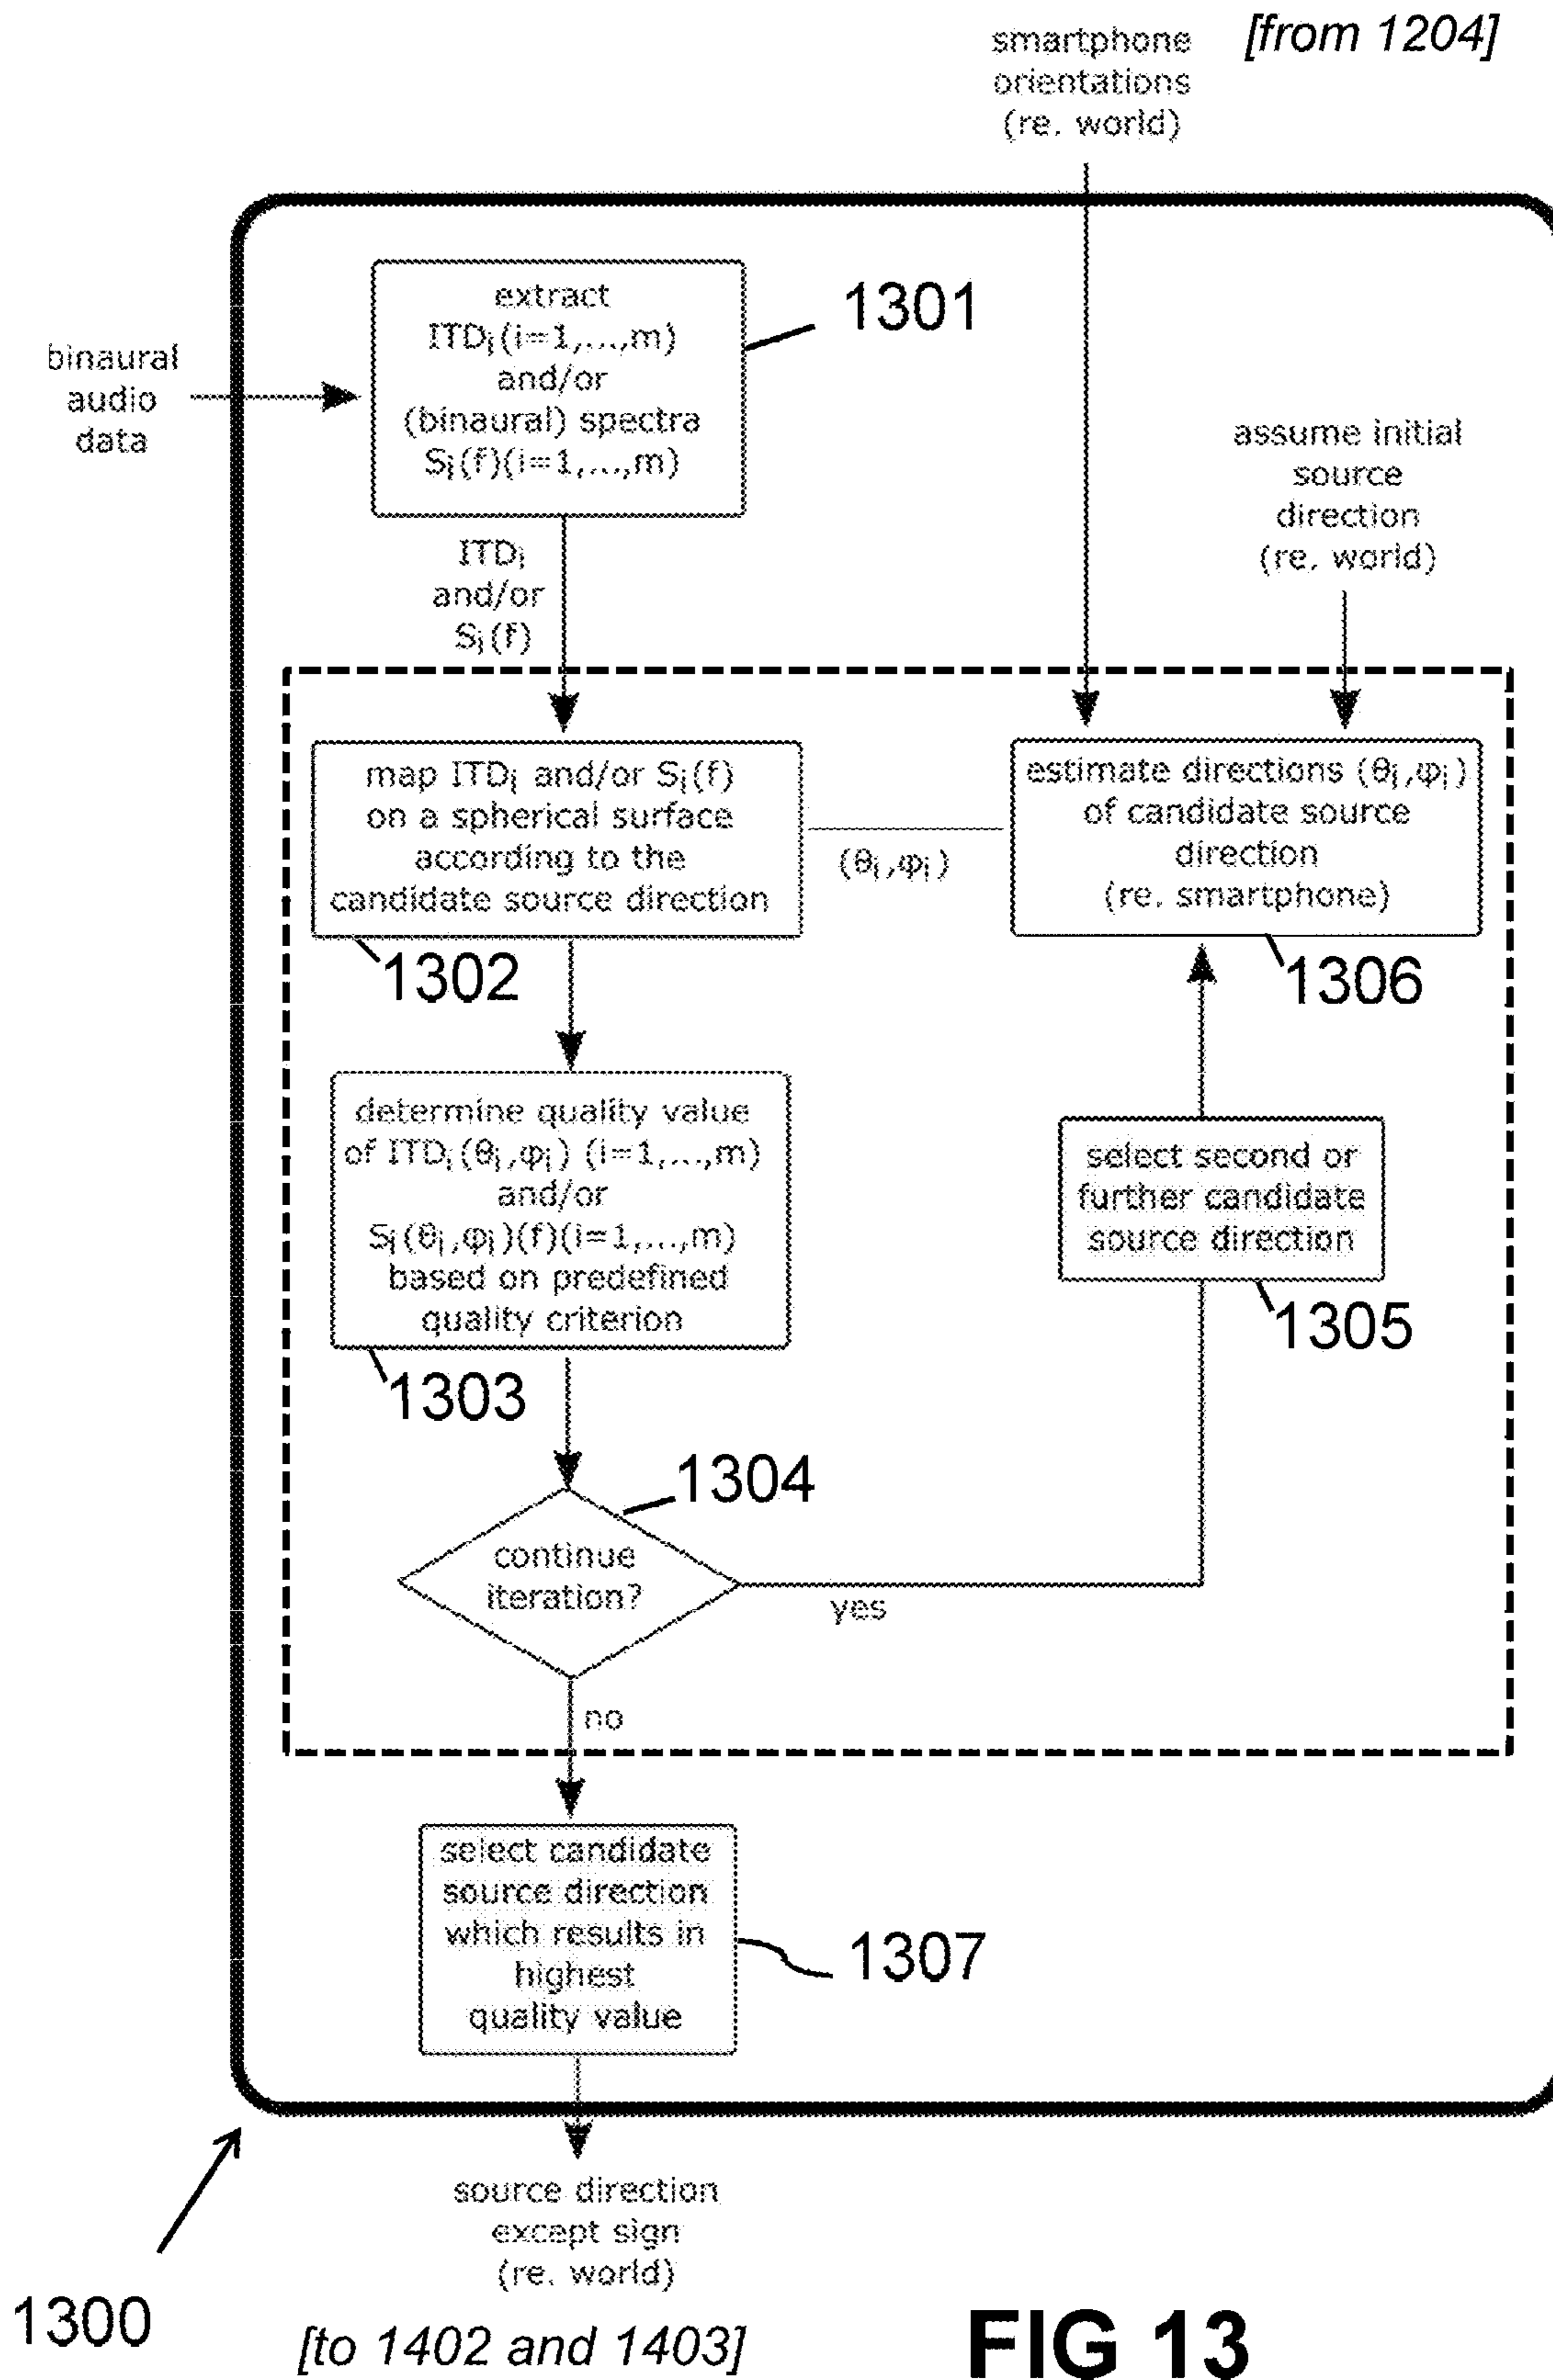 smartphone
orientations
(re. world)
[from 1204]
binaural
audio
data
extract
ITDi(i=1,...,m)
and/or
(binaural) spectra
Si(f)(i=1,...,m)
1301
assume initial
source
direction
(re. world)
ITDi
and/or
Si(f)
map ITDi and/or Si(f)
on a spherical surface
according to the
candidate source direction
1302
(θi,φi)
estimate directions (θi,φi)
of candidate source
direction
(re. smartphone)
1306
determine quality value
of ITDi(θi,φi) (i=1,...,m)
and/or
Si(θi,φi)(f)(i=1,...,m)
based on predefined
quality criterion
1303
select second or
further candidate
source direction
1305
1304
continue
iteration?
yes
no
select candidate
source direction
which results in
highest
quality value
1307
source direction
except sign
(re. world)
1300
[to 1402 and 1403]
FIG 13